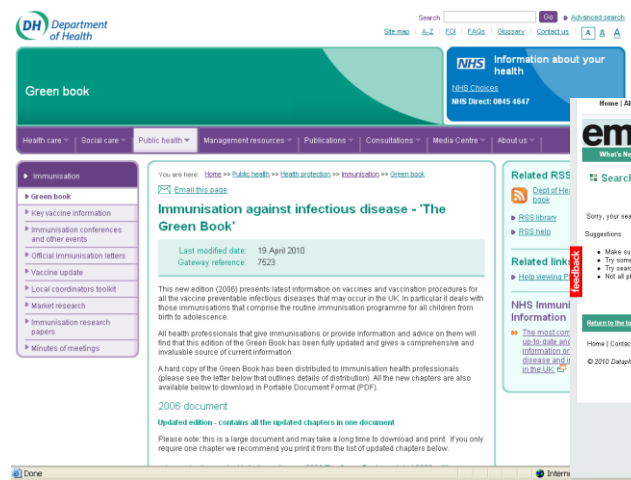 DH Department
of Health
Search Go Advanced search
Site map | A-Z | FOI | FAQs | Glossary | Contact us | A A A
Green book
NHS Information about your
health
NHS Choices
NHS Direct: 0845 4647
Health care Social care Public health Management resources Publications Consultations Media Centre About us
Immunisation
Green book
Key vaccine information
Immunisation conferences
and other events
Official immunisation letters
Vaccine update
Local coordinators toolkit
Market research
Immunisation research
papers
Minutes of meetings
You are here: Home >> Public health >> Health protection >> Immunisation >> Green book
Email this page
Immunisation against infectious disease - 'The
Green Book'
Last modified date: 19 April 2010
Gateway reference: 7523
This new edition (2006) presents latest information on vaccines and vaccination procedures for
all the vaccine preventable infectious diseases that may occur in the UK. In particular it deals with
those immunisations that comprise the routine immunisation programme for all children from
birth to adolescence.
All health professionals that give immunisations or provide information and advice on them will
find that this edition of the Green Book has been fully updated and gives a comprehensive and
invaluable source of current information.
A hard copy of the Green Book has been distributed to immunisation health professionals
(please see the letter below that outlines details of distribution). All the new chapters are also
available below to download in Portable Document Format (PDF).
2006 document
Updated edition - contains all the updated chapters in one document
Please note: this is a large document and may take a long time to download and print. If you only
require one chapter we recommend you print it from the list of updated chapters below.
Related RSS
Dept of Hea
book
RSS library
RSS help
Related links
Help viewing P
NHS Immuni
Information
The most com
up-to-date and
information on
disease and i
in the UK
feedback
Home | Ab
em
What's No
Search
Sorry, your sea
Suggestions
Make su
Try some
Try sear
Not all p
Return to the to
Home | Contac
© 2010 Dataph
Done
Intern